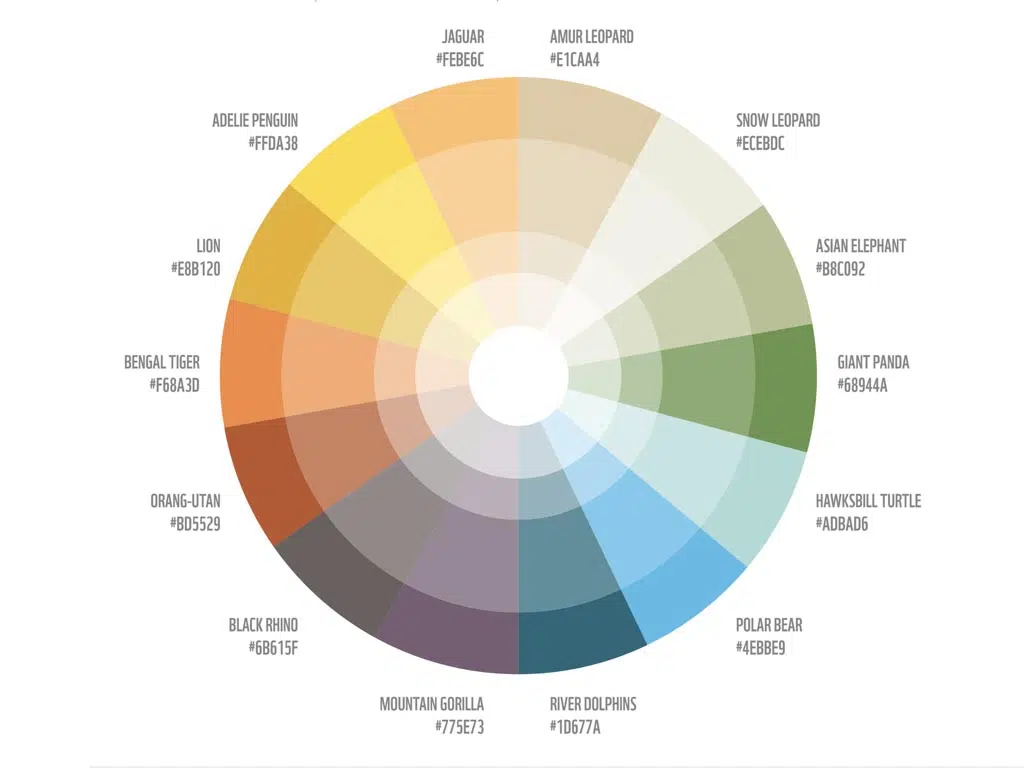 JAGUAR
#FEBE6C
AMUR LEOPARD
#E1CAA4
ADELIE PENGUIN
#FFDA38
SNOW LEOPARD
#ECEBDC
LION
#E8B120
ASIAN ELEPHANT
#B8C092
BENGAL TIGER
#F68A3D
GIANT PANDA
#68944A
ORANG-UTAN
#BD5529
HAWKSBILL TURTLE
#ADBAD6
BLACK RHINO
#6B615F
POLAR BEAR
#4EBBE9
MOUNTAIN GORILLA
#775E73
RIVER DOLPHINS
#1D677A